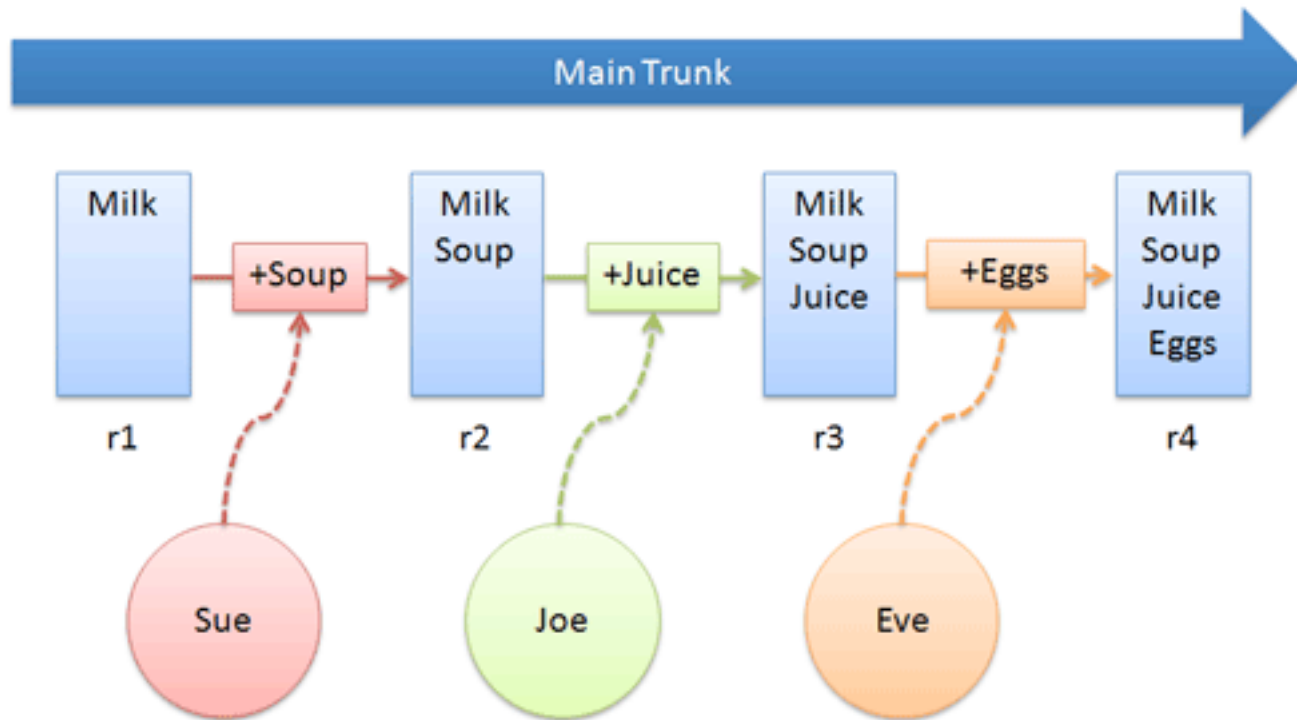 Main Trunk
Milk
+Soup
Milk
Soup
+Juice
Milk
Soup
Juice
+Eggs
Milk
Soup
Juice
Eggs
r1
r2
r3
r4
Sue
Joe
Eve